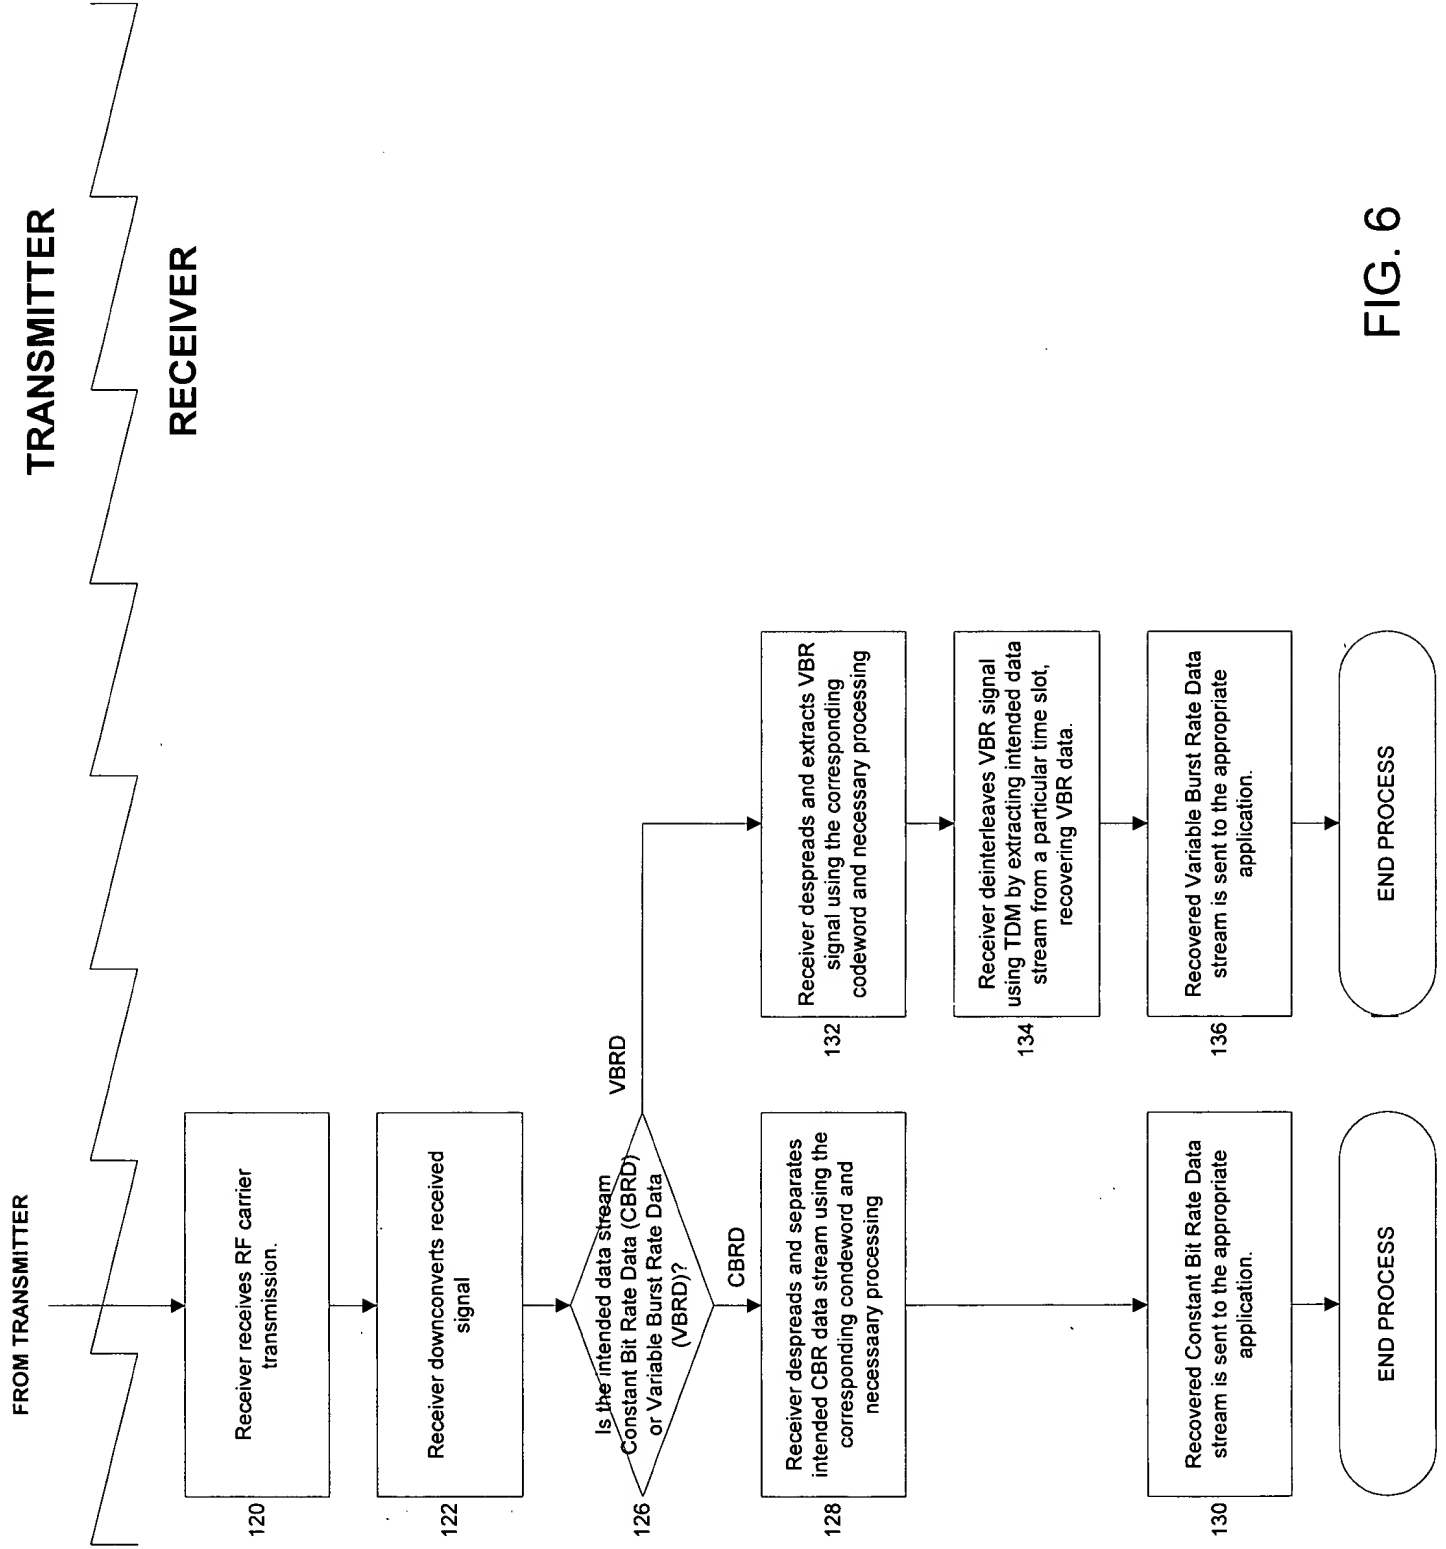 TRANSMITTER
RECEIVER
FROM TRANSMITTER
Receiver receives RF carrier
transmission.
120
Receiver downconverts received
signal
122
Is the intended data stream
Constant Bit Rate Data (CBRD)
or Variable Burst Rate Data
(VBRD)?
126
VBRD
CBRD
Receiver despreads and separates
intended CBR data stream using the
corresponding condeword and
necessaary processing
128
Recovered Constant Bit Rate Data
stream is sent to the appropriate
application.
130
END PROCESS
Receiver despreads and extracts VBR
signal using the corresponding
codeword and necessary processing
132
Receiver deinterleaves VBR signal
using TDM by extracting intended data
stream from a particular time slot,
recovering VBR data.
134
Recovered Variable Burst Rate Data
stream is sent to the appropriate
application.
136
END PROCESS
FIG. 6